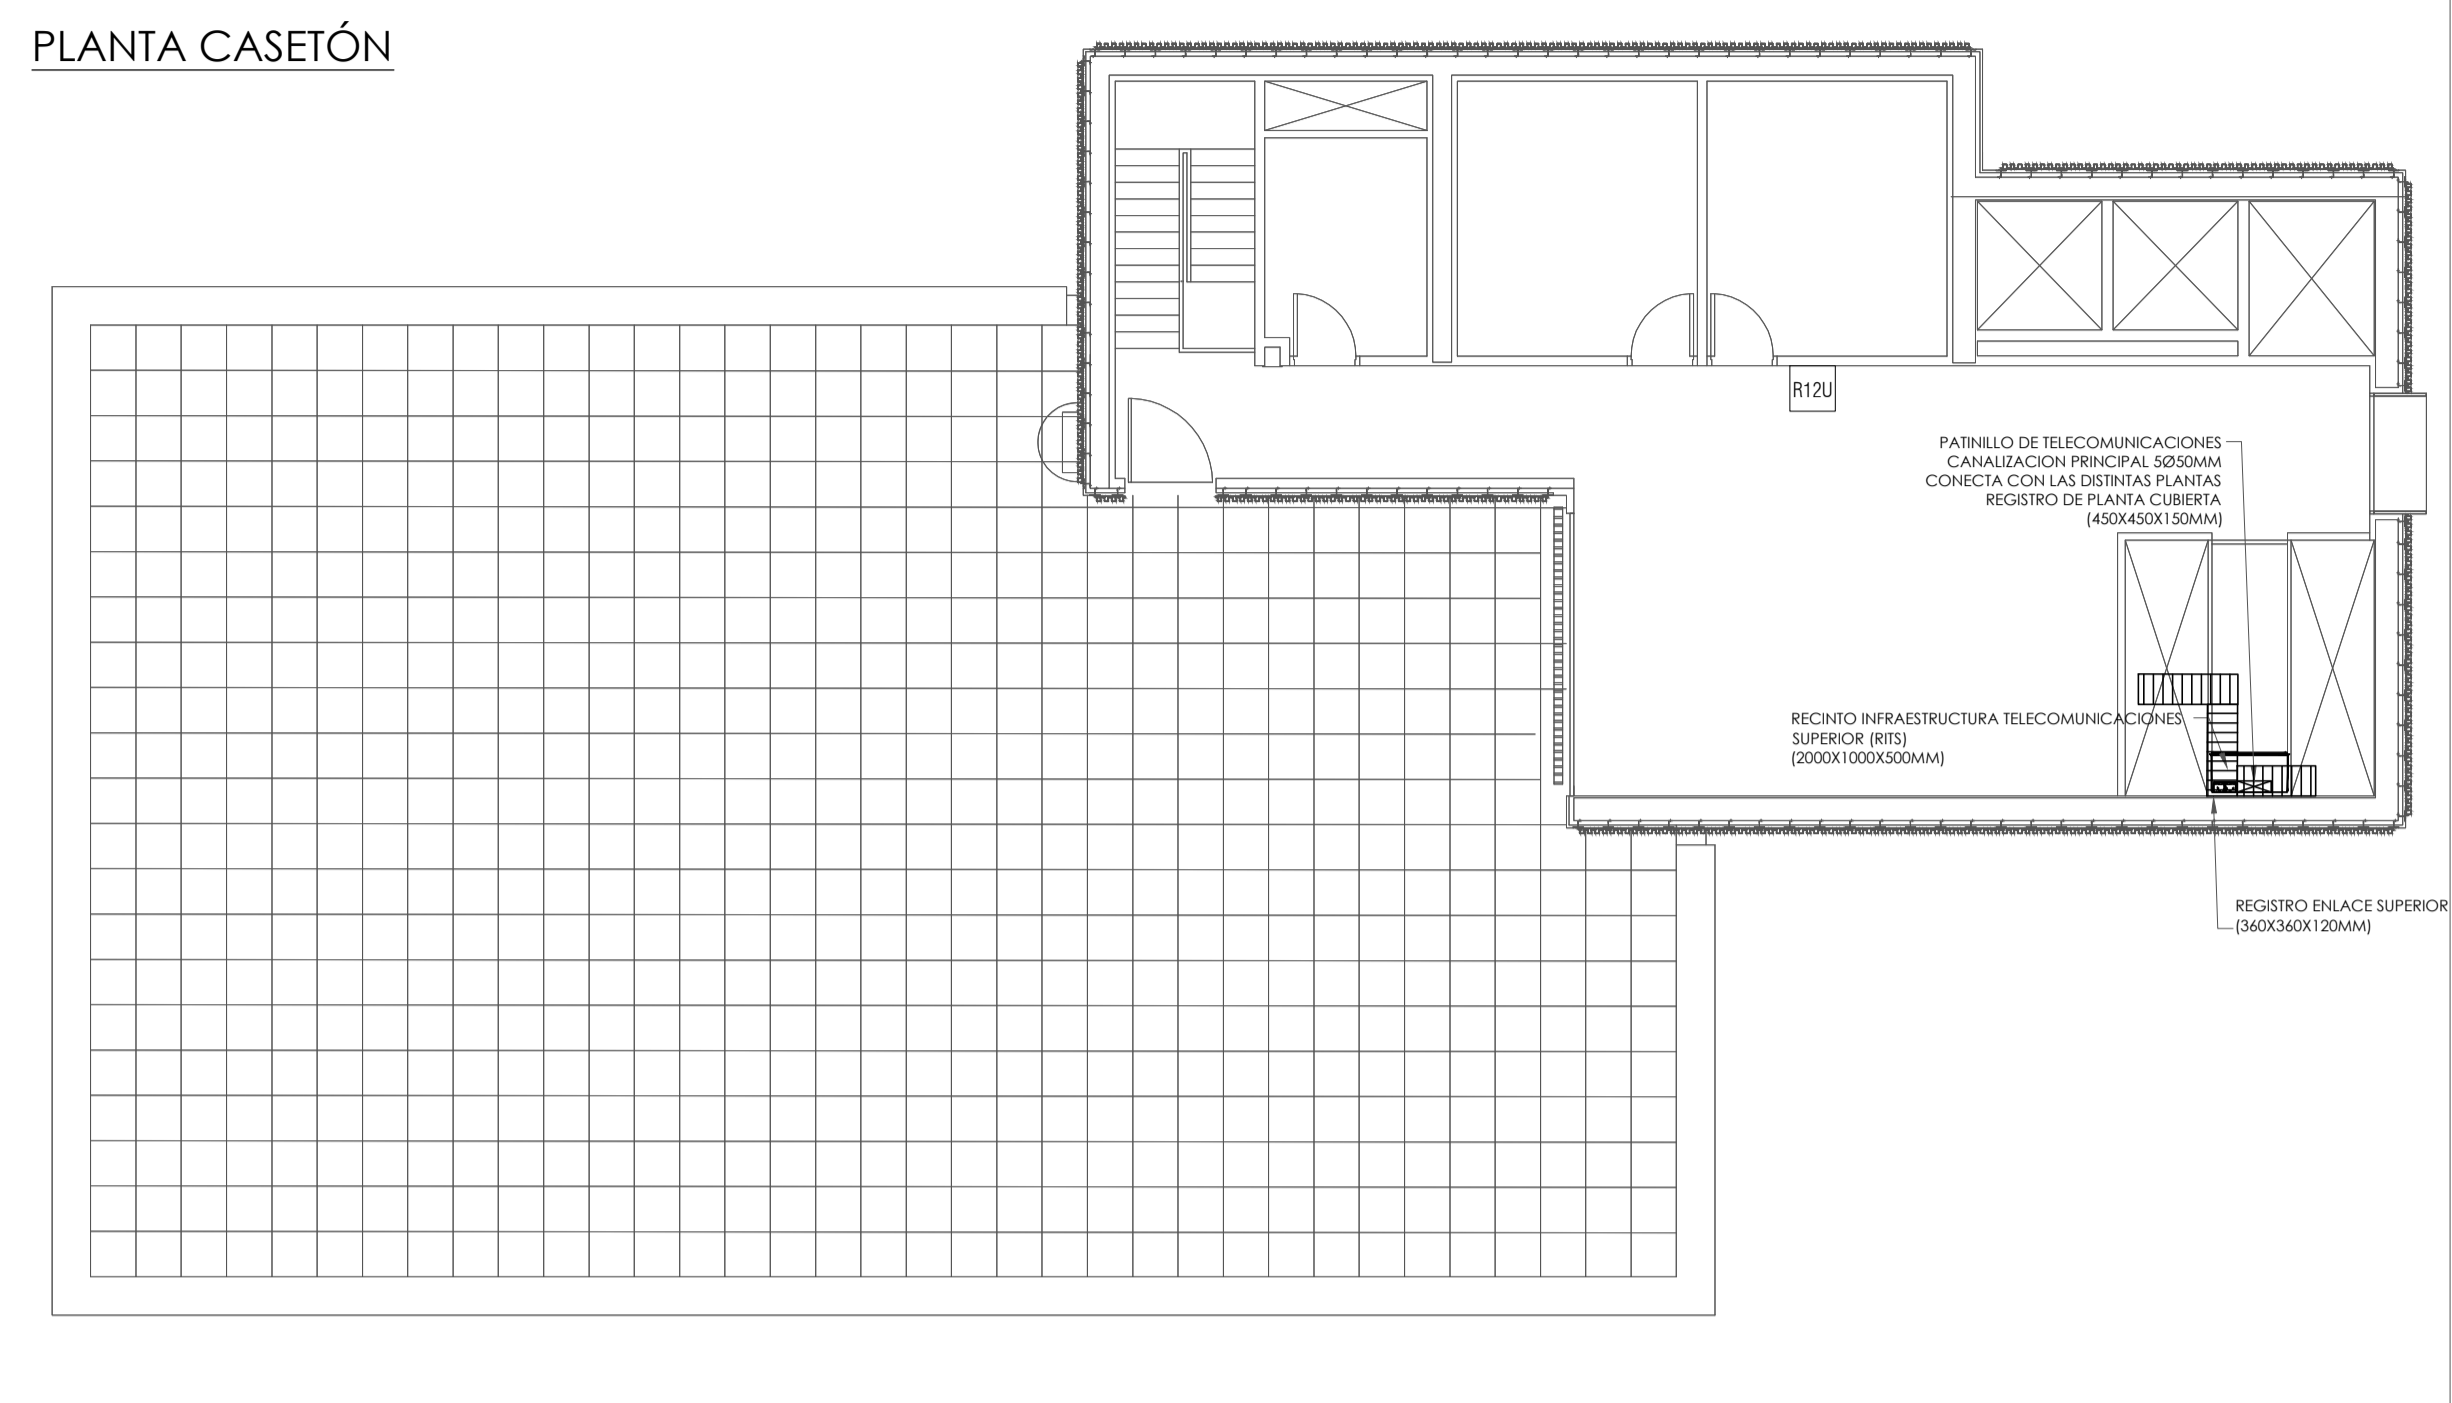 PLANTA CASETÓN
R12U
PATINILLO DE TELECOMUNICACIONES
CANALIZACION PRINCIPAL 5Ø50MM
CONECTA CON LAS DISTINTAS PLANTAS
REGISTRO DE PLANTA CUBIERTA
(450X450X150MM)
RECINTO INFRAESTRUCTURA TELECOMUNICACIONES
SUPERIOR (RITS)
(2000X1000X500MM)
REGISTRO ENLACE SUPERIOR
(360X360X120MM)